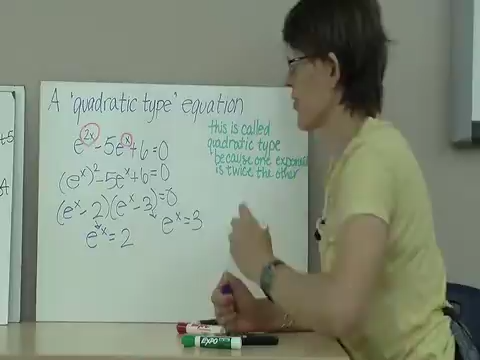 A 'quadratic type' equation
e^2x - 5e^x + 6 = 0
(e^x)^2 - 5e^x + 6 = 0
(e^x - 2)(e^x - 3) = 0
e^x = 3
e^x = 2
this is called
quadratic type
because one
is twice the other
EXPO